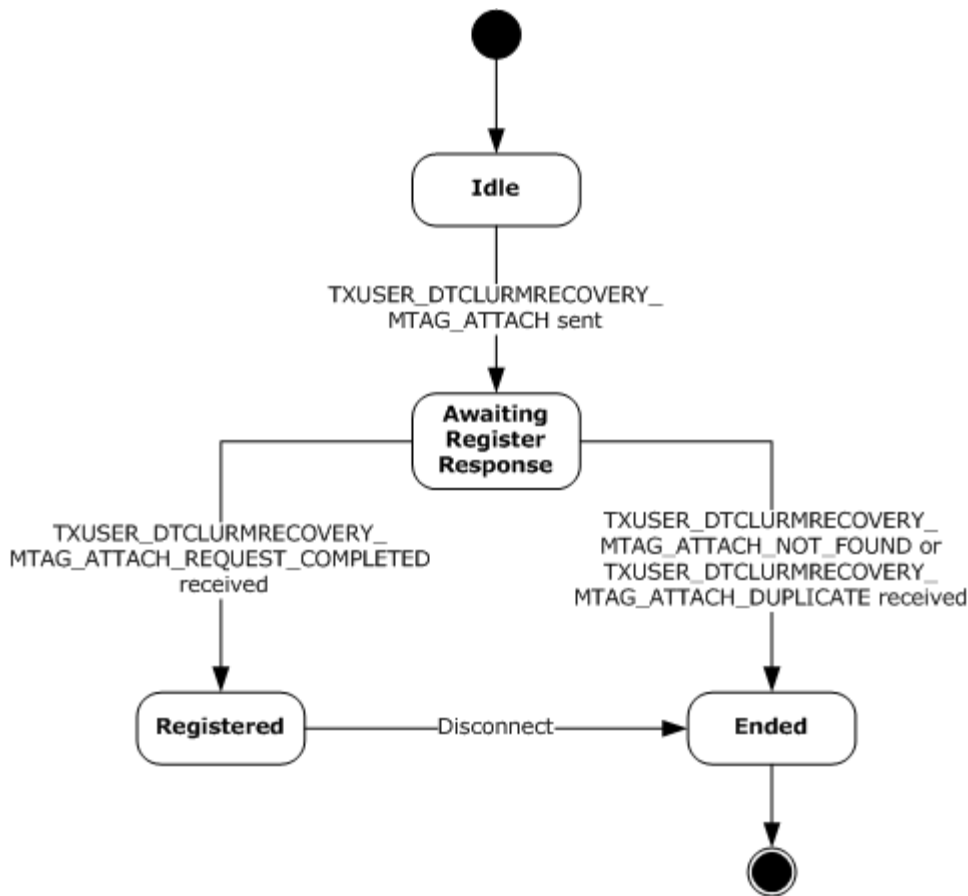 Idle
TXUSER_DTCLURMRECOVERY_
MTAG_ATTACH sent
Awaiting
Register
Response
TXUSER_DTCLURMRECOVERY_
MTAG_ATTACH_REQUEST_COMPLETED
received
TXUSER_DTCLURMRECOVERY_
MTAG_ATTACH_NOT_FOUND or
TXUSER_DTCLURMRECOVERY_
MTAG_ATTACH_DUPLICATE received
Registered
Disconnect
Ended